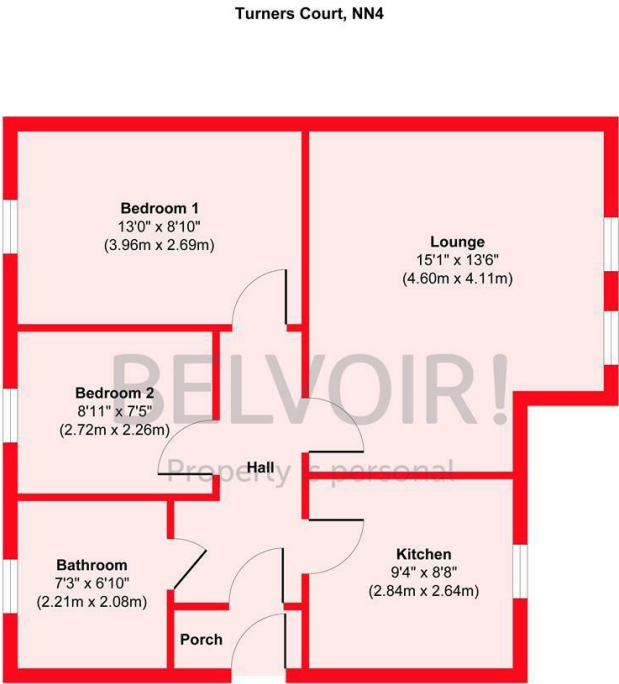 Turners Court, NN4
Bedroom 1
13'0" x 8'10"
(3.96m x 2.69m)
Lounge
15'1" x 13'6"
(4.60m x 4.11m)
BELVOIR!
Property is personal
Bedroom 2
8'11" x 7'5"
(2.72m x 2.26m)
Hall
Bathroom
7'3" x 6'10"
(2.21m x 2.08m)
Kitchen
9'4" x 8'8"
(2.84m x 2.64m)
Porch